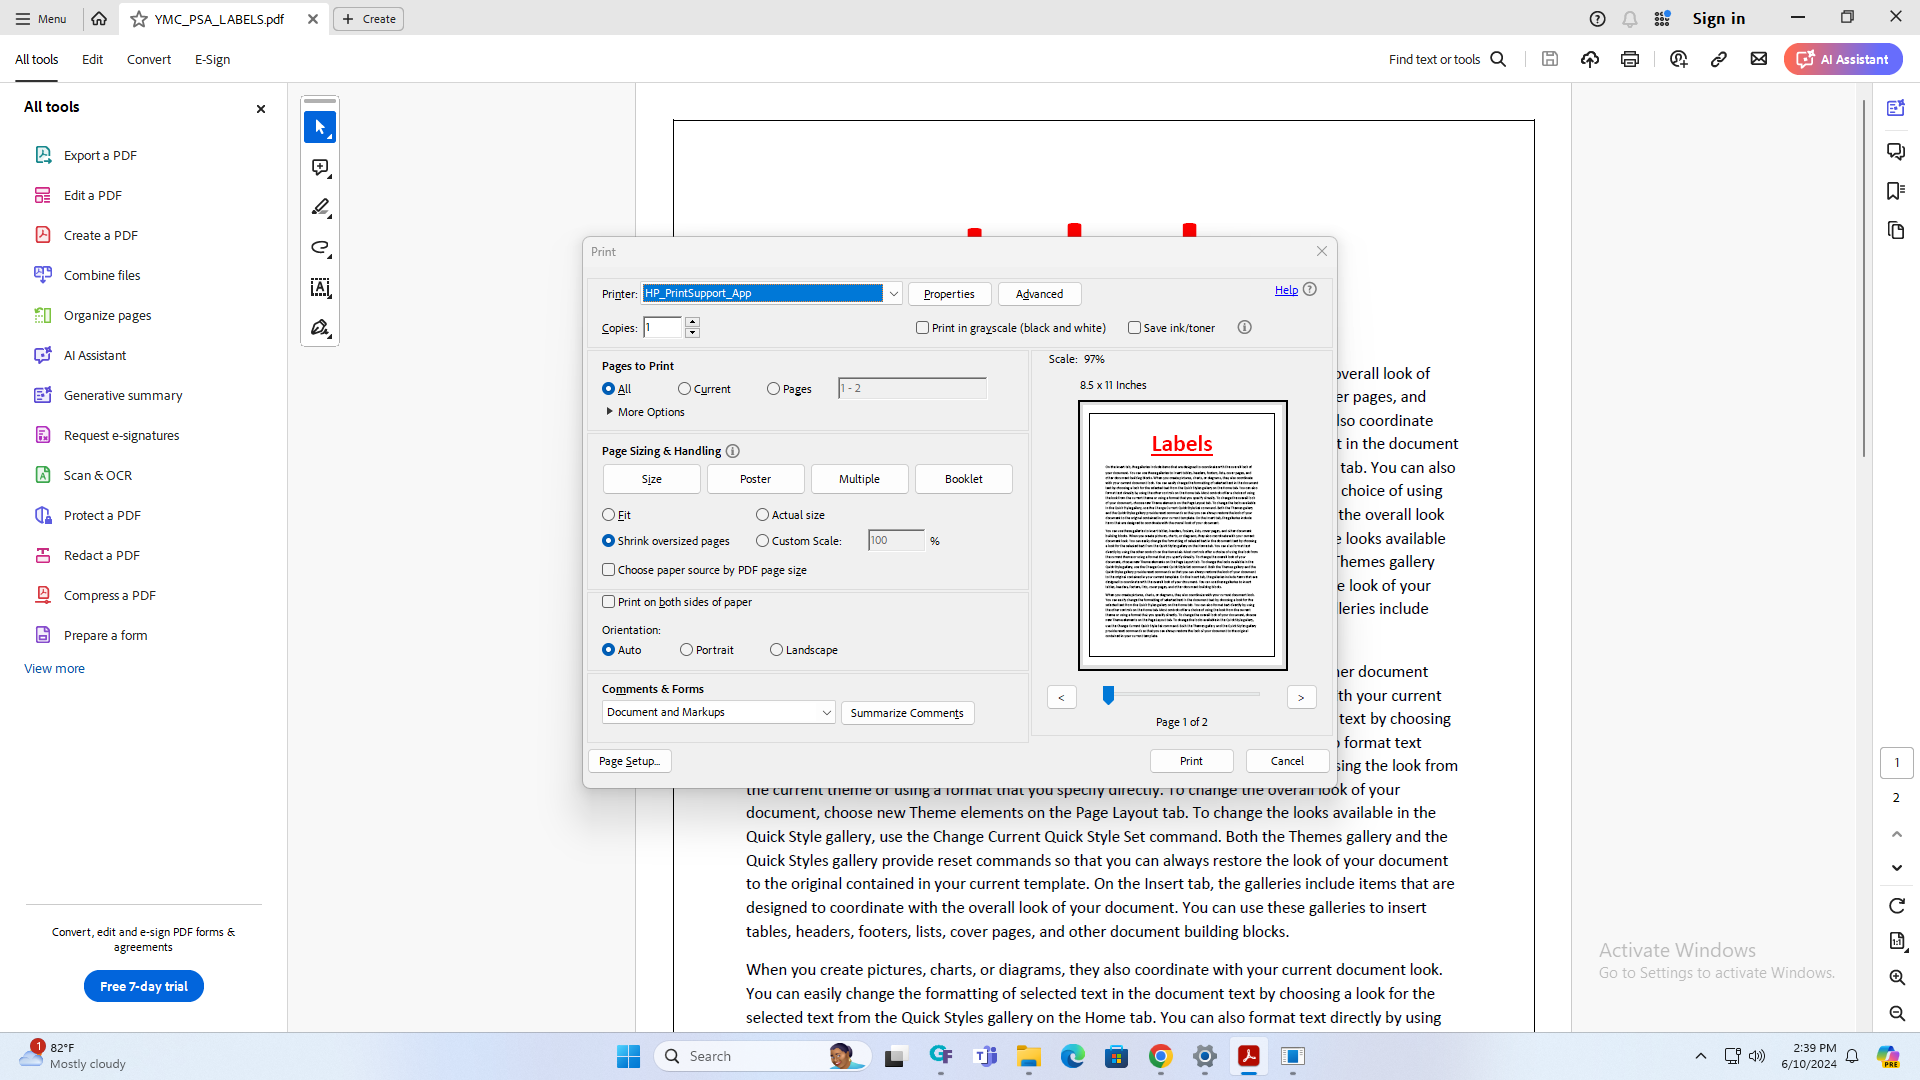 Menu
YMC_PSA_LABELS.pdf
Create
Sign in
All tools
Edit
Convert
E-Sign
Find text or tools
AI Assistant
All tools
Export a PDF
Edit a PDF
Create a PDF
Combine files
Organize pages
AI Assistant
Generative summary
Request e-signatures
Scan & OCR
Protect a PDF
Redact a PDF
Compress a PDF
Prepare a form
View more
Convert, edit and e-sign PDF forms &
agreements
Free 7-day trial
Print
Printer: HP_PrintSupport_App
Properties
Advanced
Help
Copies: 1
Print in grayscale (black and white)
Save ink/toner
Pages to Print
All
Current
Pages
1 - 2
More Options
Page Sizing & Handling
Size
Poster
Multiple
Booklet
Fit
Actual size
Shrink oversized pages
Custom Scale: 100 %
Choose paper source by PDF page size
Print on both sides of paper
Orientation:
Auto
Portrait
Landscape
Comments & Forms
Document and Markups
Summarize Comments
Page Setup...
Scale: 97%
8.5 x 11 Inches
Labels
<
>
Page 1 of 2
Print
Cancel
overall look of
er pages, and
lso coordinate
t in the document
tab. You can also
choice of using
the overall look
e looks available
Themes gallery
e look of your
lleries include
her document
th your current
text by choosing
o format text
sing the look from
the current theme or using a format that you specify directly. To change the overall look of your
document, choose new Theme elements on the Page Layout tab. To change the looks available in the
Quick Style gallery, use the Change Current Quick Style Set command. Both the Themes gallery and the
Quick Styles gallery provide reset commands so that you can always restore the look of your document
to the original contained in your current template. On the Insert tab, the galleries include items that are
designed to coordinate with the overall look of your document. You can use these galleries to insert
tables, headers, footers, lists, cover pages, and other document building blocks.
When you create pictures, charts, or diagrams, they also coordinate with your current document look.
You can easily change the formatting of selected text in the document text by choosing a look for the
selected text from the Quick Styles gallery on the Home tab. You can also format text directly by using
Activate Windows
Go to Settings to activate Windows.
1
2
1
82°F
Mostly cloudy
Search
2:39 PM
6/10/2024
PRE